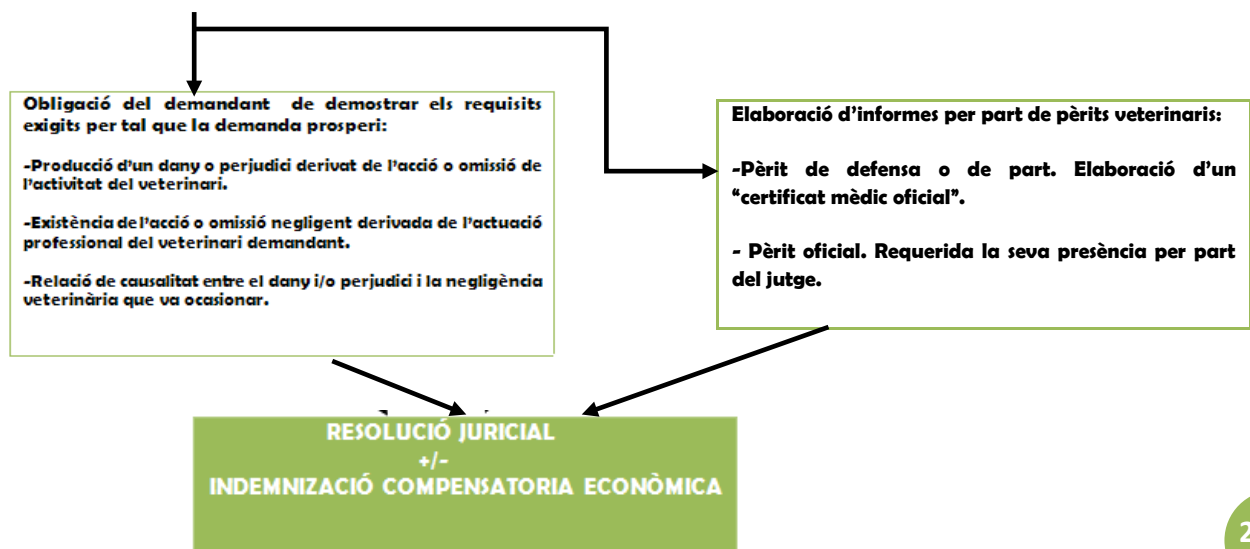 Obligació del demandant de demostrar els requisits
exigits per tal que la demanda prosperi:
-Producció d'un dany o perjudici derivat de l'acció o omissió de
l'activitat del veterinari.
-Existència de l'acció o omissió negligent derivada de l'actuació
professional del veterinari demandant.
-Relació de causalitat entre el dany i/o perjudici i la negligència
veterinària que va ocasionar.
Elaboració d'informes per part de pèrits veterinaris:
-Pèrit de defensa o de part. Elaboració d'un
"certificat mèdic oficial".
- Pèrit oficial. Requerida la seva presència per part
del jutge.
RESOLUCIÓ JURICIAL
+/-
INDEMNIZACIÓ COMPENSATORIA ECONÒMICA